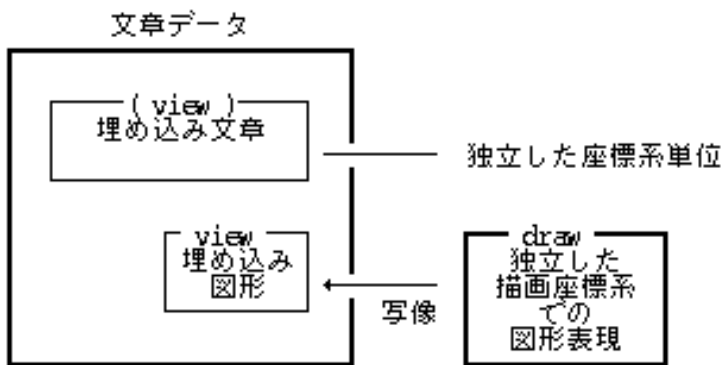 文章データ
( view )
埋め込み文章
独立した座標系単位
view
埋め込み
図形
写像
draw
独立した
描画座標系
での
図形表現